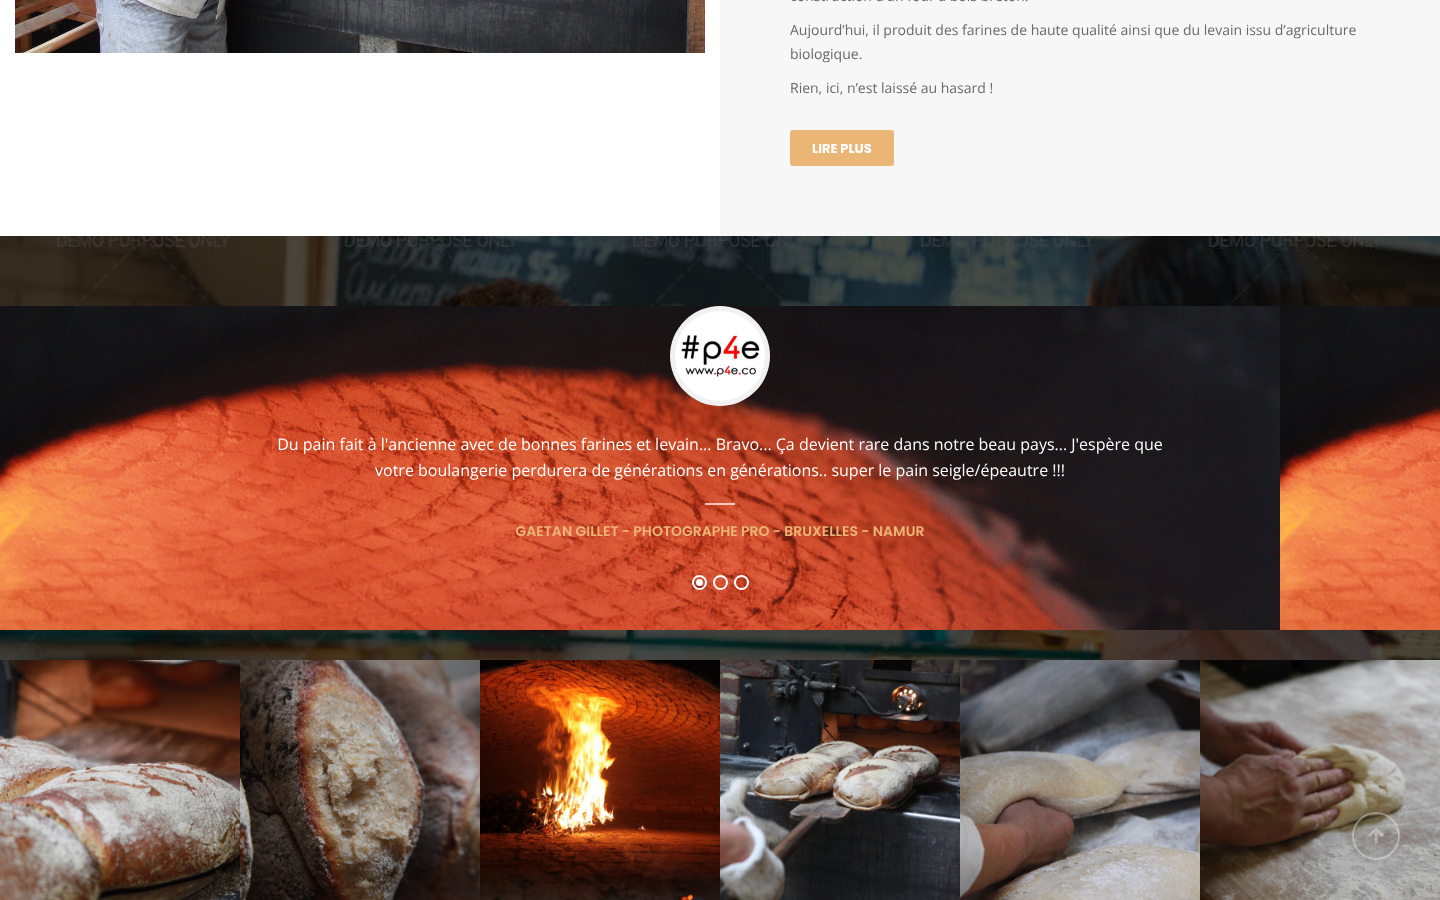 Aujourd’hui, il produit des farines de haute qualité ainsi que du levain issu d’agriculture
biologique.
Rien, ici, n’est laissé au hasard !
LIRE PLUS
DEMO PURPOSE ONLY DEMO PURPOSE ONLY DEMO PURPOSE ONLY DEMO PURPOSE ONLY DEMO PURPOSE ONLY
#p4e
www.p4e.co
Du pain fait à l'ancienne avec de bonnes farines et levain... Bravo... Ça devient rare dans notre beau pays... J'espère que
votre boulangerie perdurera de générations en générations.. super le pain seigle/épeautre !!!
GAETAN GILLET - PHOTOGRAPHE PRO - BRUXELLES - NAMUR